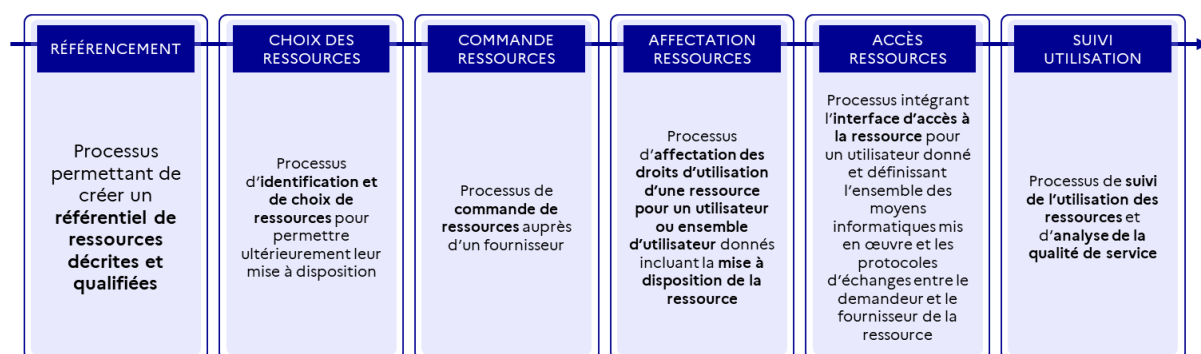 RÉFÉRENCEMENT
Processus
permettant de
créer un
référentiel de
ressources
décrites et
qualifiées
CHOIX DES
RESSOURCES
Processus
d’identification et
de choix de
ressources pour
permettre
ultérieurement leur
mise à disposition
COMMANDE
RESSOURCES
Processus de
commande de
ressources auprès
d’un fournisseur
AFFECTATION
RESSOURCES
Processus
d’affectation des
droits d’utilisation
d’une ressource
pour un utilisateur
ou ensemble
d’utilisateur donnés
incluant la mise à
disposition de la
ressource
ACCÈS
RESSOURCES
Processus intégrant
l’interface d’accès à
la ressource pour
un utilisateur donné
et définissant
l’ensemble des
moyens
informatiques mis
en œuvre et les
protocoles
d’échanges entre le
demandeur et le
fournisseur de la
ressource
SUIVI
UTILISATION
Processus de suivi
de l’utilisation des
ressources et
d’analyse de la
qualité de service